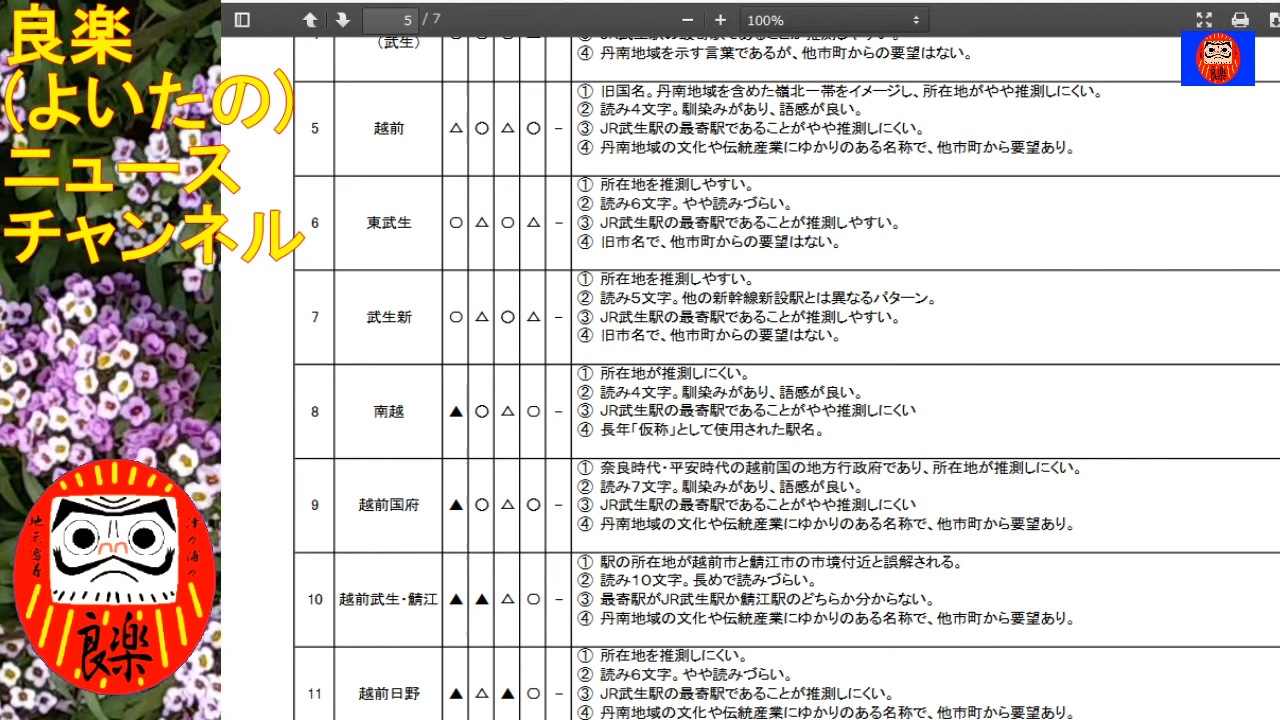 良楽
(よいたの)
ニュース
チャンネル
5 / 7
100%
(武生)
④ 丹南地域を示す言葉であるが、他市町からの要望はない。
5 越前 △ ○ △ ○ −
① 旧国名。丹南地域を含めた嶺北一帯をイメージし、所在地がやや推測しにくい。
② 読み4文字。馴染みがあり、語感が良い。
③ JR武生駅の最寄駅であることがやや推測しにくい。
④ 丹南地域の文化や伝統産業にゆかりのある名称で、他市町から要望あり。
6 東武生 ○ △ ○ △ −
① 所在地を推測しやすい。
② 読み6文字。やや読みづらい。
③ JR武生駅の最寄駅であることが推測しやすい。
④ 旧市名で、他市町からの要望はない。
7 武生新 ○ △ ○ △ −
① 所在地を推測しやすい。
② 読み5文字。他の新幹線新設駅とは異なるパターン。
③ JR武生駅の最寄駅であることが推測しやすい。
④ 旧市名で、他市町からの要望はない。
8 南越 ▲ ○ △ ○ −
① 所在地が推測しにくい。
② 読み4文字。馴染みがあり、語感が良い。
③ JR武生駅の最寄駅であることがやや推測しにくい
④ 長年「仮称」として使用された駅名。
9 越前国府 ▲ ○ △ ○ −
① 奈良時代・平安時代の越前国の地方行政府であり、所在地が推測しにくい。
② 読み7文字。馴染みがあり、語感が良い。
③ JR武生駅の最寄駅であることがやや推測しにくい
④ 丹南地域の文化や伝統産業にゆかりのある名称で、他市町から要望あり。
10 越前武生・鯖江 ▲ ▲ △ ○ −
① 駅の所在地が越前市と鯖江市の市境付近と誤解される。
② 読み10文字。長めで読みづらい。
③ 最寄駅がJR武生駅か鯖江駅のどちらか分からない。
④ 丹南地域の文化や伝統産業にゆかりのある名称で、他市町から要望あり。
11 越前日野 ▲ △ ▲ ○ −
① 所在地を推測しにくい。
② 読み6文字。やや読みづらい。
③ JR武生駅の最寄駅であることが推測しにくい。
④ 丹南地域の文化や伝統産業にゆかりのある名称で、他市町から要望あり。
良楽